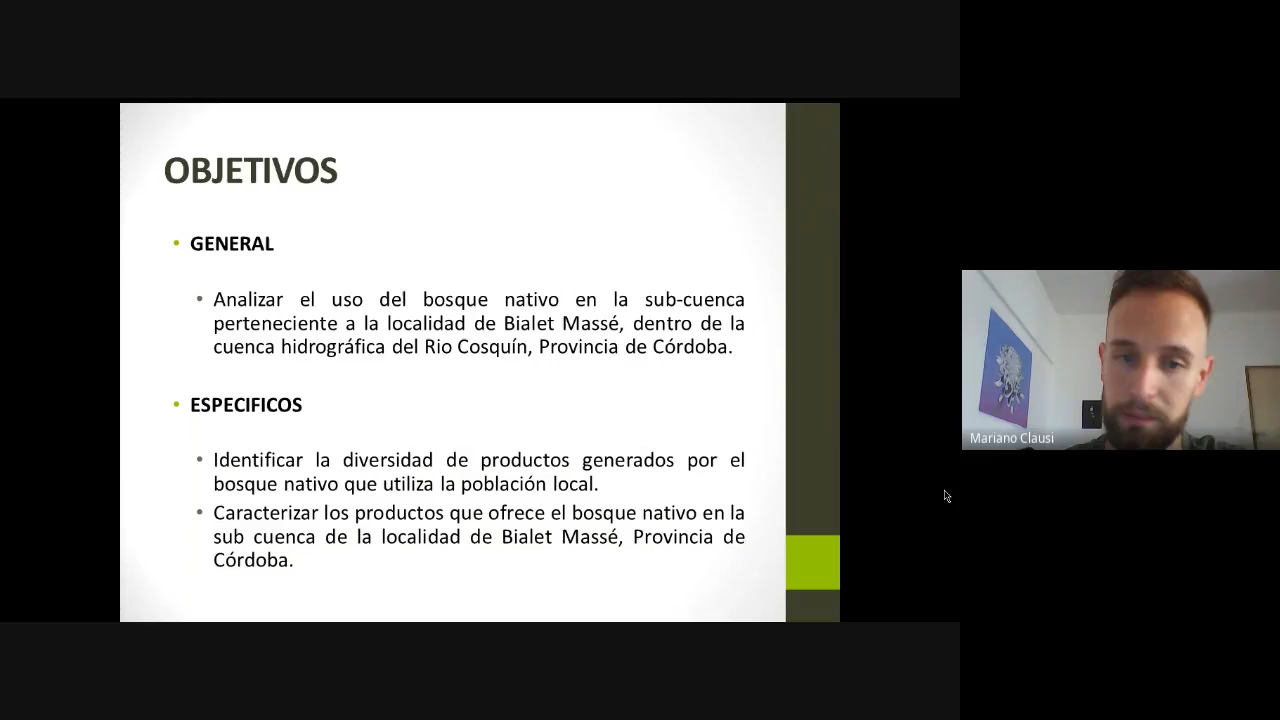 OBJETIVOS
• GENERAL
• Analizar el uso del bosque nativo en la sub-cuenca
perteneciente a la localidad de Bialet Massé, dentro de la
cuenca hidrográfica del Rio Cosquín, Provincia de Córdoba.
• ESPECIFICOS
• Identificar la diversidad de productos generados por el
bosque nativo que utiliza la población local.
• Caracterizar los productos que ofrece el bosque nativo en la
sub cuenca de la localidad de Bialet Massé, Provincia de
Córdoba.
Mariano Clausi